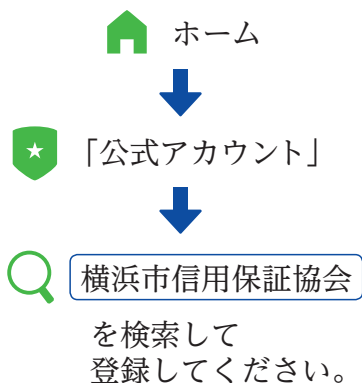 ホーム
「公式アカウント」
横浜市信用保証協会
を検索して
登録してください。